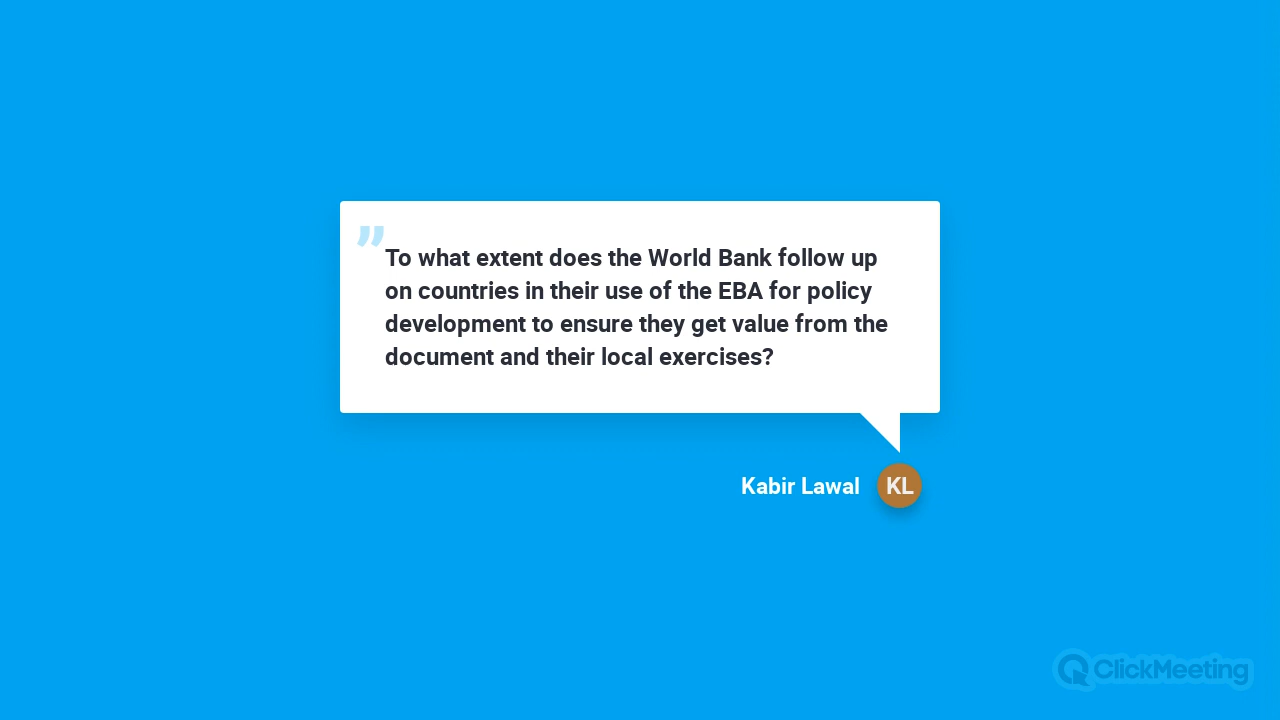 To what extent does the World Bank follow up
on countries in their use of the EBA for policy
development to ensure they get value from the
document and their local exercises?
Kabir Lawal KL
ClickMeeting